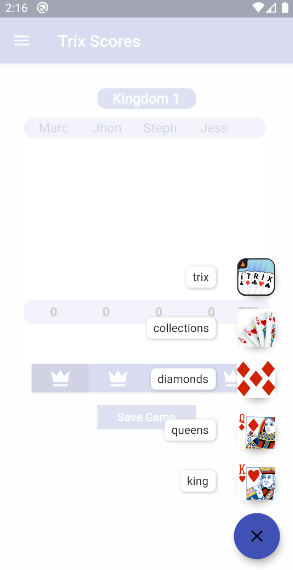 2:16
Trix Scores
Kingdom 1
Marc Jhon Steph Jess
trix
TRIX
0 0 0 0
collections
diamonds
queens
Q
Save Game
king
K